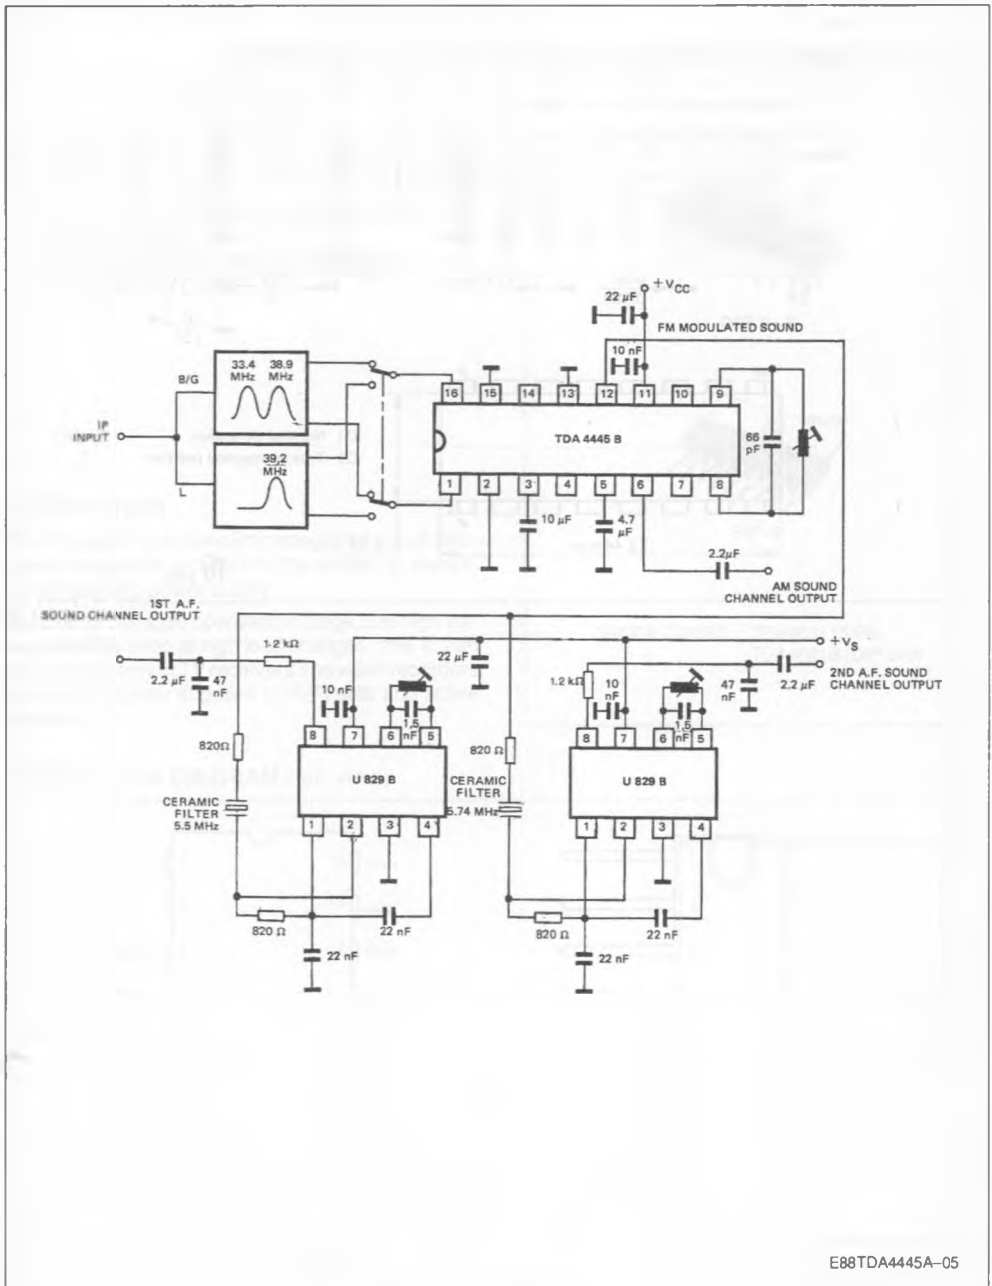 +VCC
22 µF
FM MODULATED SOUND
10 nF
33.4 MHz
38.9 MHz
B/G
IF INPUT
39.2 MHz
L
16 15 14 13 12 11 10 9
TDA 4445 B
1 2 3 4 5 6 7 8
66 pF
10 µF
4.7 µF
2.2µF
AM SOUND
CHANNEL OUTPUT
1ST A.F.
SOUND CHANNEL OUTPUT
2.2 µF
47 nF
1.2 kΩ
10 nF
22 µF
1,5 nF
820Ω
CERAMIC
FILTER
5.5 MHz
8 7 6 5
U 829 B
1 2 3 4
820 Ω
22 nF
22 nF
+VS
2ND A.F. SOUND
CHANNEL OUTPUT
2.2 µF
47 nF
1.2 kΩ
10 nF
1,5 nF
820 Ω
CERAMIC
FILTER
5.74 MHz
8 7 6 5
U 829 B
1 2 3 4
820 Ω
22 nF
22 nF
E88TDA4445A–05